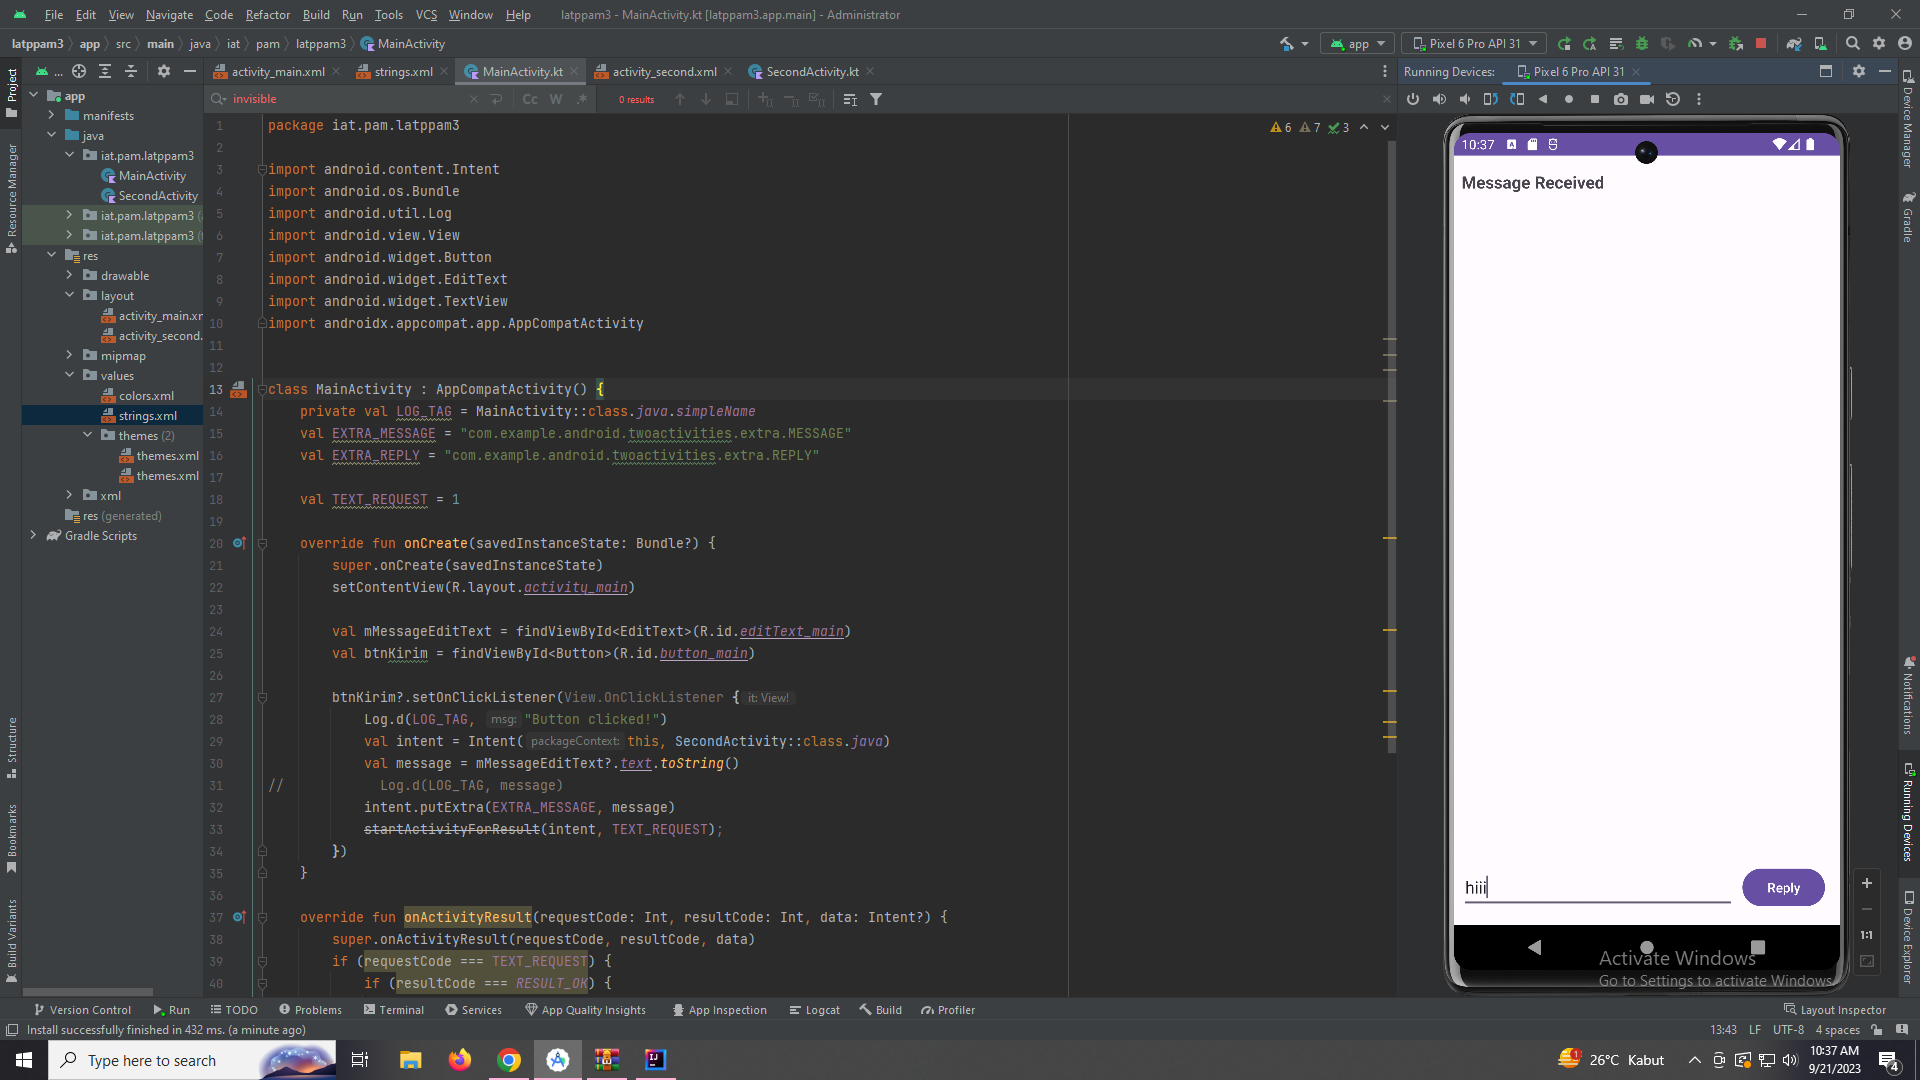 File Edit View Navigate Code Refactor Build Run Tools VCS Window Help latppam3 - MainActivity.kt [latppam3.app.main] - Administrator
latppam3 app src main java iat pam latppam3 MainActivity
app Pixel 6 Pro API 31
activity_main.xml strings.xml MainActivity.kt activity_second.xml SecondActivity.kt
Running Devices: Pixel 6 Pro API 31
invisible Cc W .* 0 results
Project
Resource Manager
Structure
Bookmarks
Build Variants
app
manifests
java
iat.pam.latppam3
MainActivity
SecondActivity
iat.pam.latppam3 (
iat.pam.latppam3 (
res
drawable
layout
activity_main.xr
activity_second.
mipmap
values
colors.xml
strings.xml
themes (2)
themes.xml
themes.xml
xml
res (generated)
Gradle Scripts
6 7 3
1 package iat.pam.latppam3
2
3 import android.content.Intent
4 import android.os.Bundle
5 import android.util.Log
6 import android.view.View
7 import android.widget.Button
8 import android.widget.EditText
9 import android.widget.TextView
10 import androidx.appcompat.app.AppCompatActivity
11
12
13 class MainActivity : AppCompatActivity() {
14 private val LOG_TAG = MainActivity::class.java.simpleName
15 val EXTRA_MESSAGE = "com.example.android.twoactivities.extra.MESSAGE"
16 val EXTRA_REPLY = "com.example.android.twoactivities.extra.REPLY"
17
18 val TEXT_REQUEST = 1
19
20 override fun onCreate(savedInstanceState: Bundle?) {
21 super.onCreate(savedInstanceState)
22 setContentView(R.layout.activity_main)
23
24 val mMessageEditText = findViewById<EditText>(R.id.editText_main)
25 val btnKirim = findViewById<Button>(R.id.button_main)
26
27 btnKirim?.setOnClickListener(View.OnClickListener { it: View!
28 Log.d(LOG_TAG, msg: "Button clicked!")
29 val intent = Intent( packageContext: this, SecondActivity::class.java)
30 val message = mMessageEditText?.text.toString()
31 // Log.d(LOG_TAG, message)
32 intent.putExtra(EXTRA_MESSAGE, message)
33 startActivityForResult(intent, TEXT_REQUEST);
34 })
35 }
36
37 override fun onActivityResult(requestCode: Int, resultCode: Int, data: Intent?) {
38 super.onActivityResult(requestCode, resultCode, data)
39 if (requestCode === TEXT_REQUEST) {
40 if (resultCode === RESULT_OK) {
10:37
Message Received
hiii
Reply
Activate Windows
Go to Settings to activate Windows.
1:1
Device Manager
Gradle
Notifications
Running Devices
Device Explorer
Version Control Run TODO Problems Terminal Services App Quality Insights App Inspection Logcat Build Profiler Layout Inspector
Install successfully finished in 432 ms. (a minute ago) 13:43 LF UTF-8 4 spaces
Type here to search
26°C Kabut
10:37 AM
9/21/2023
4